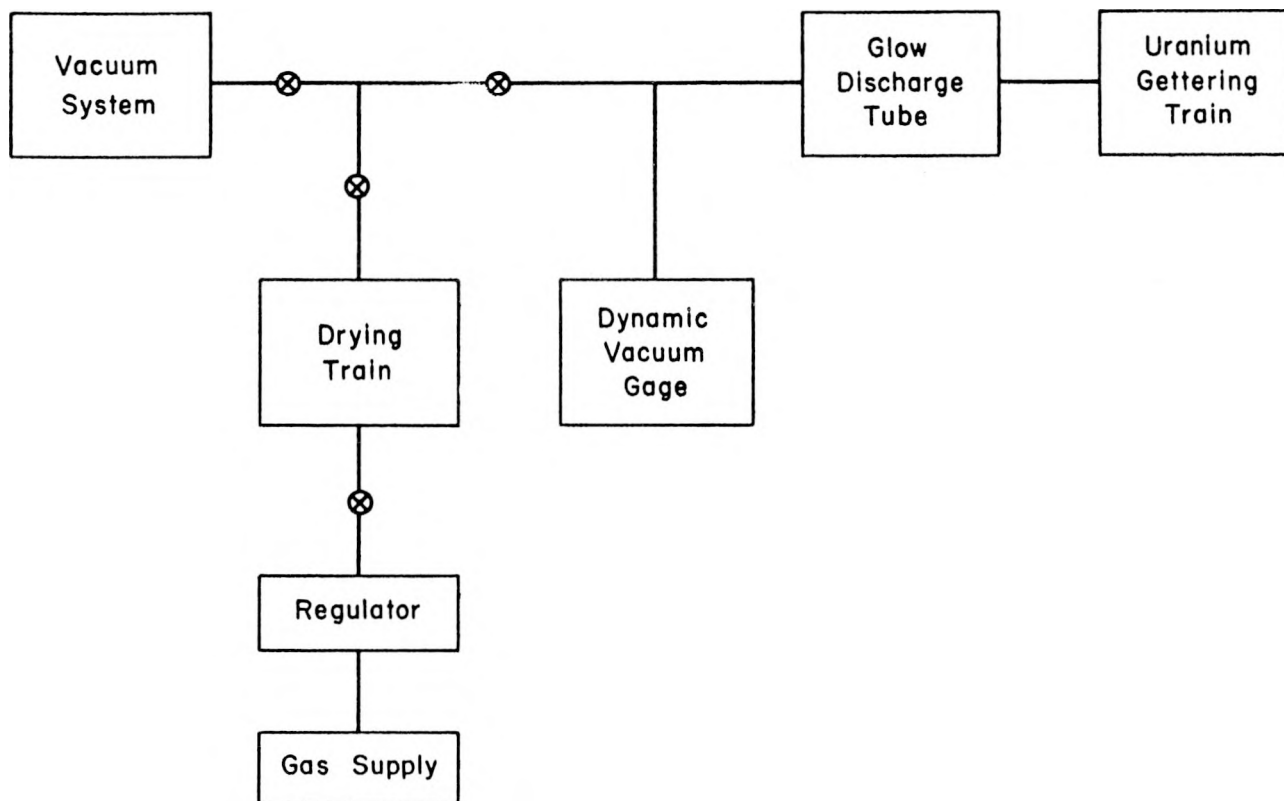 Vacuum
System
Glow
Discharge
Tube
Uranium
Gettering
Train
Drying
Train
Dynamic
Vacuum
Gage
Regulator
Gas Supply